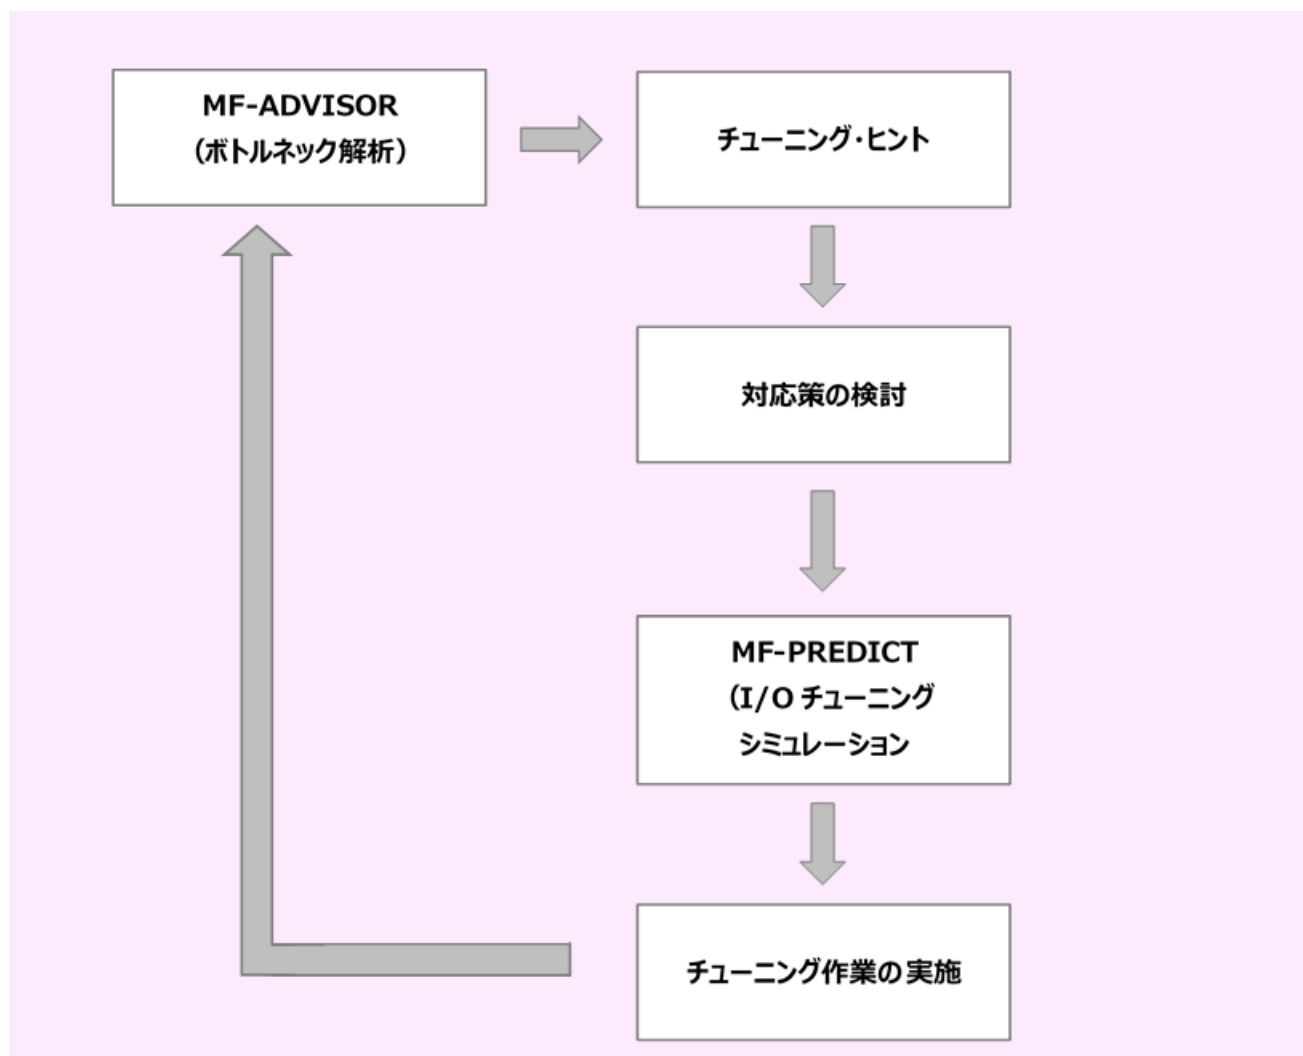 MF-ADVISOR
（ボトルネック解析）
チューニング・ヒント
対応策の検討
MF-PREDICT
（I/O チューニング
シミュレーション
チューニング作業の実施